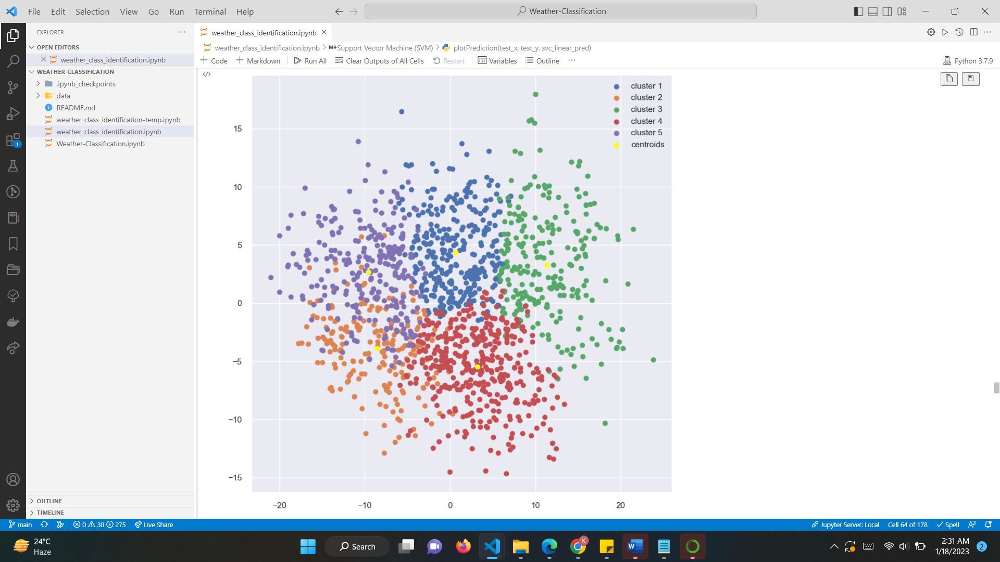 File Edit Selection View Go Run Terminal Help
Weather-Classification
EXPLORER
OPEN EDITORS
weather_class_identification.ipynb
WEATHER-CLASSIFICATION
.ipynb_checkpoints
data
README.md
weather_class_identification-temp.ipynb
weather_class_identification.ipynb
Weather-Classification.ipynb
OUTLINE
TIMELINE
1
weather_class_identification.ipynb
weather_class_identification.ipynb > M↓Support Vector Machine (SVM) > plotPrediction(test_x, test_y, svc_linear_pred)
+ Code + Markdown Run All Clear Outputs of All Cells Restart Variables Outline ...
Python 3.7.9
cluster 1
cluster 2
cluster 3
cluster 4
cluster 5
centroids
15
10
5
0
−5
−10
−15
−20 −10 0 10 20
main 0 30 275 Live Share
Jupyter Server: Local Cell 64 of 178 Spell
24°C
Haze
Search
K
W
2:31 AM
1/18/2023
2